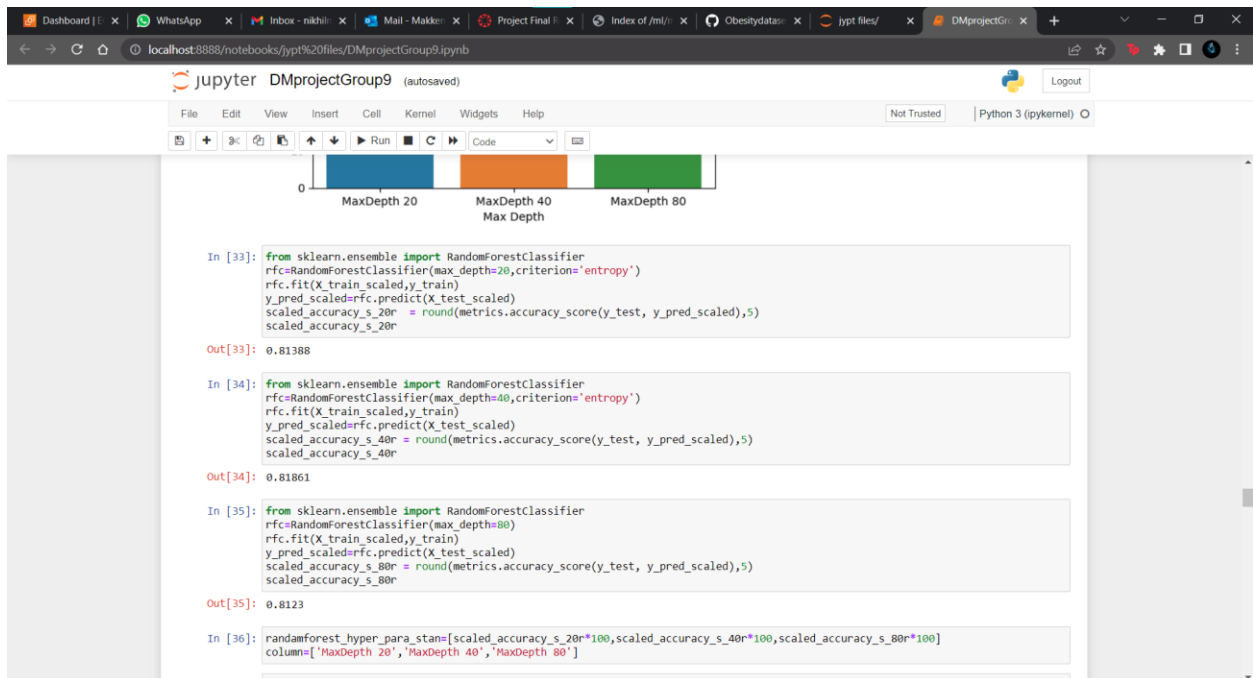 Dashboard | E
WhatsApp
Inbox - nikhiln
Mail - Makken
Project Final R
Index of /ml/n
Obesitydatase
jypt files/
DMprojectGro
localhost:8888/notebooks/jypt%20files/DMprojectGroup9.ipynb
jupyter DMprojectGroup9 (autosaved)
Logout
File Edit View Insert Cell Kernel Widgets Help
Not Trusted
Python 3 (ipykernel)
Run
Code
0
MaxDepth 20 MaxDepth 40 MaxDepth 80
Max Depth
In [33]: from sklearn.ensemble import RandomForestClassifier
rfc=RandomForestClassifier(max_depth=20,criterion='entropy')
rfc.fit(X_train_scaled,y_train)
y_pred_scaled=rfc.predict(X_test_scaled)
scaled_accuracy_s_20r  = round(metrics.accuracy_score(y_test, y_pred_scaled),5)
scaled_accuracy_s_20r
Out[33]: 0.81388
In [34]: from sklearn.ensemble import RandomForestClassifier
rfc=RandomForestClassifier(max_depth=40,criterion='entropy')
rfc.fit(X_train_scaled,y_train)
y_pred_scaled=rfc.predict(X_test_scaled)
scaled_accuracy_s_40r = round(metrics.accuracy_score(y_test, y_pred_scaled),5)
scaled_accuracy_s_40r
Out[34]: 0.81861
In [35]: from sklearn.ensemble import RandomForestClassifier
rfc=RandomForestClassifier(max_depth=80)
rfc.fit(X_train_scaled,y_train)
y_pred_scaled=rfc.predict(X_test_scaled)
scaled_accuracy_s_80r = round(metrics.accuracy_score(y_test, y_pred_scaled),5)
scaled_accuracy_s_80r
Out[35]: 0.8123
In [36]: randamforest_hyper_para_stan=[scaled_accuracy_s_20r*100,scaled_accuracy_s_40r*100,scaled_accuracy_s_80r*100]
column=['MaxDepth 20','MaxDepth 40','MaxDepth 80']